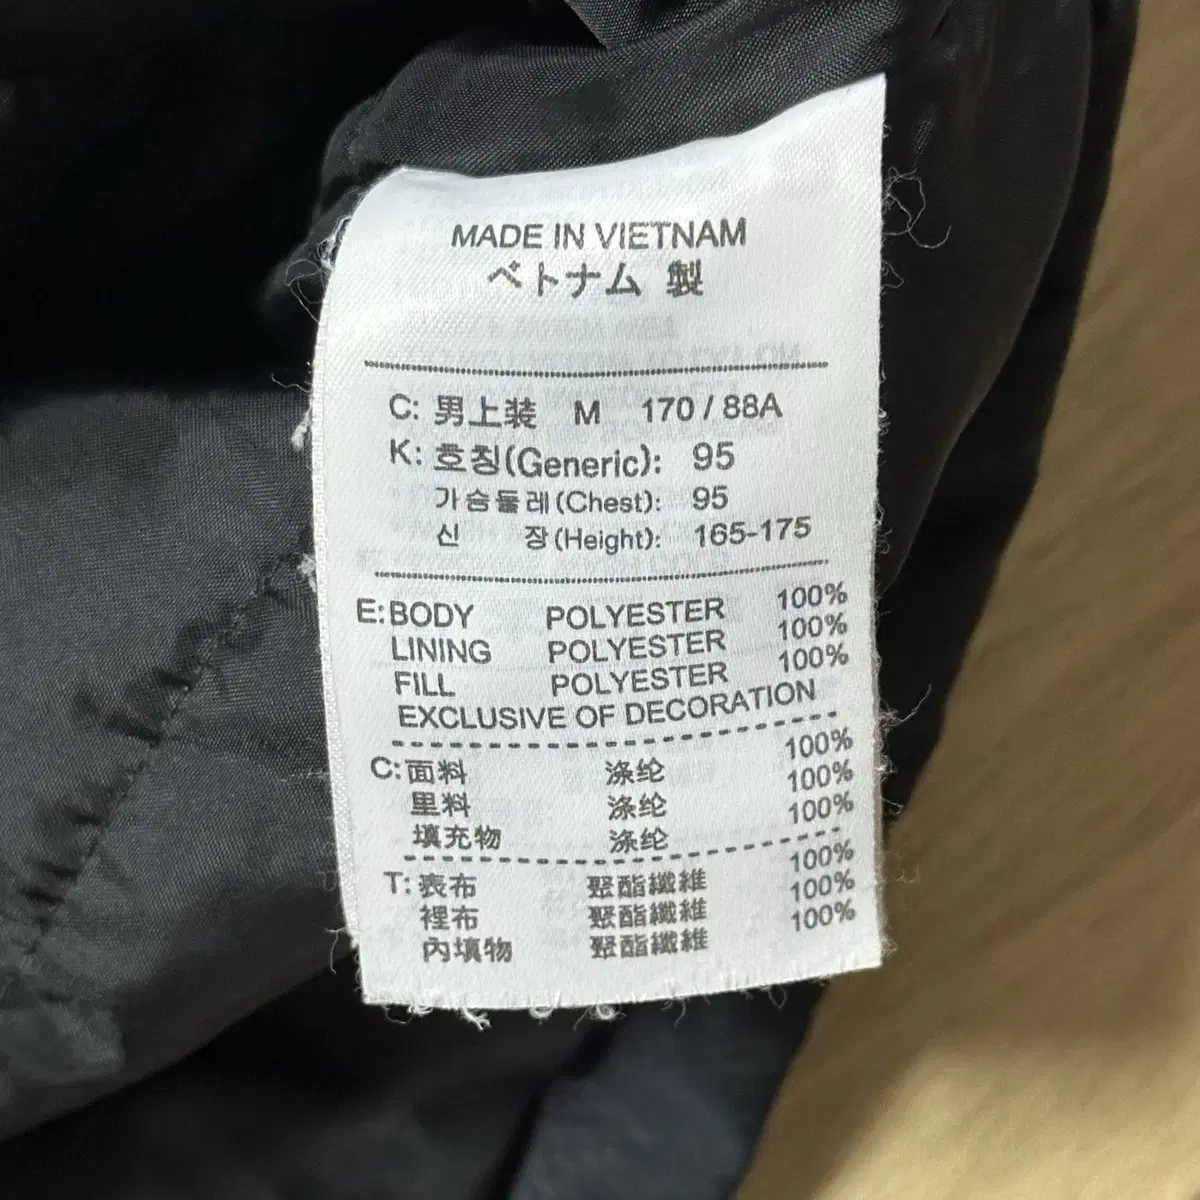 MADE IN VIETNAM
ベトナム 製
C: 男上装 M 170 / 88A
K: 호칭(Generic): 95
가슴둘레(Chest): 95
신 장(Height): 165-175
E: BODY POLYESTER 100%
LINING POLYESTER 100%
FILL POLYESTER 100%
EXCLUSIVE OF DECORATION
C: 面料 涤纶 100%
里料 涤纶 100%
填充物 涤纶 100%
T: 表布 聚酯纖維 100%
裡布 聚酯纖維 100%
內填物 聚酯纖維 100%